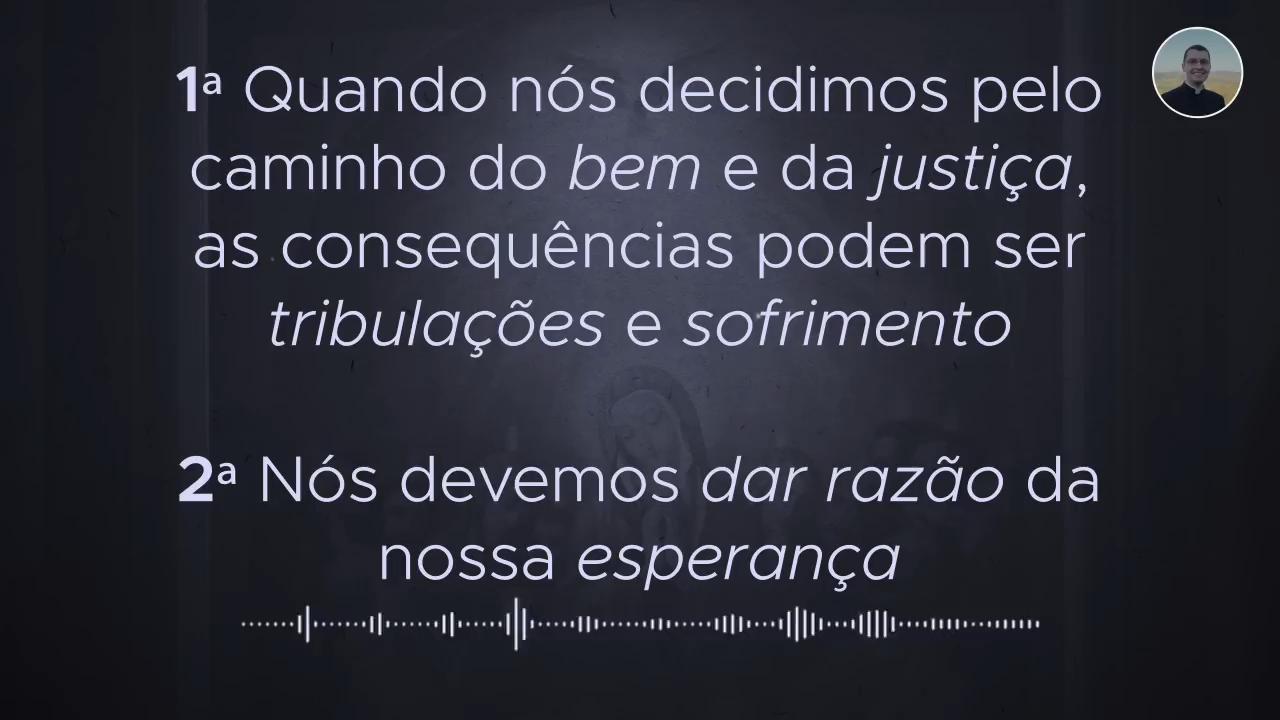 1ª Quando nós decidimos pelo
caminho do bem e da justiça,
as consequências podem ser
tribulações e sofrimento
2ª Nós devemos dar razão da
nossa esperança